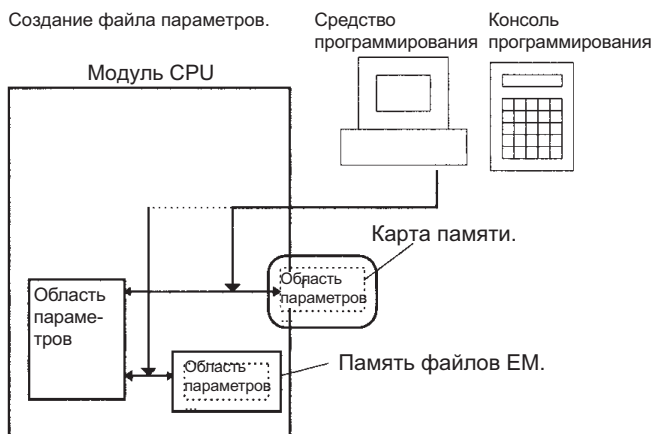 Создание файла параметров.
Средство
программирования
Консоль
программирования
Модуль CPU
Карта памяти.
Область
параметров
...
Область
параме-
тров
Память файлов EM.
Область
параметров
...